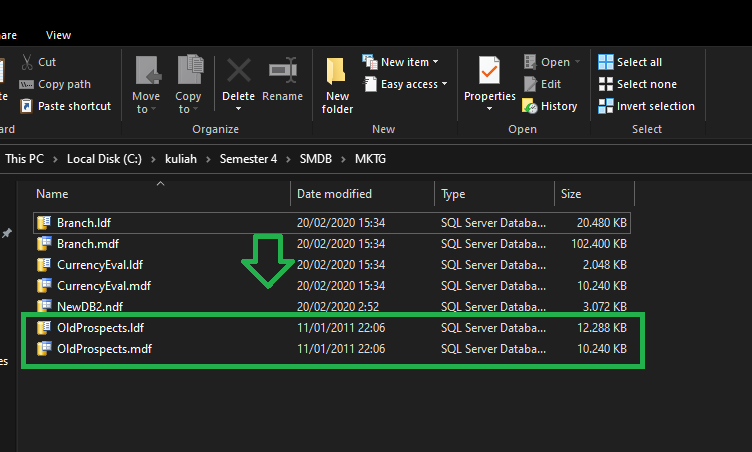 are View
Cut
Copy path
Paste shortcut
Move to
Copy to
Delete
Rename
New folder
New item
Easy access
Properties
Open
Edit
History
Select all
Select none
Invert selection
ard Organize New Open Select
This PC > Local Disk (C:) > kuliah > Semester 4 > SMDB > MKTG
Name Date modified Type Size
Branch.ldf 20/02/2020 15:34 SQL Server Databa... 20.480 KB
Branch.mdf 20/02/2020 15:34 SQL Server Databa... 102.400 KB
CurrencyEval.ldf 20/02/2020 15:34 SQL Server Databa... 2.048 KB
CurrencyEval.mdf 20/02/2020 15:34 SQL Server Databa... 10.240 KB
NewDB2.ndf 20/02/2020 2:52 SQL Server Databa... 3.072 KB
OldProspects.ldf 11/01/2011 22:06 SQL Server Databa... 12.288 KB
OldProspects.mdf 11/01/2011 22:06 SQL Server Databa... 10.240 KB
es